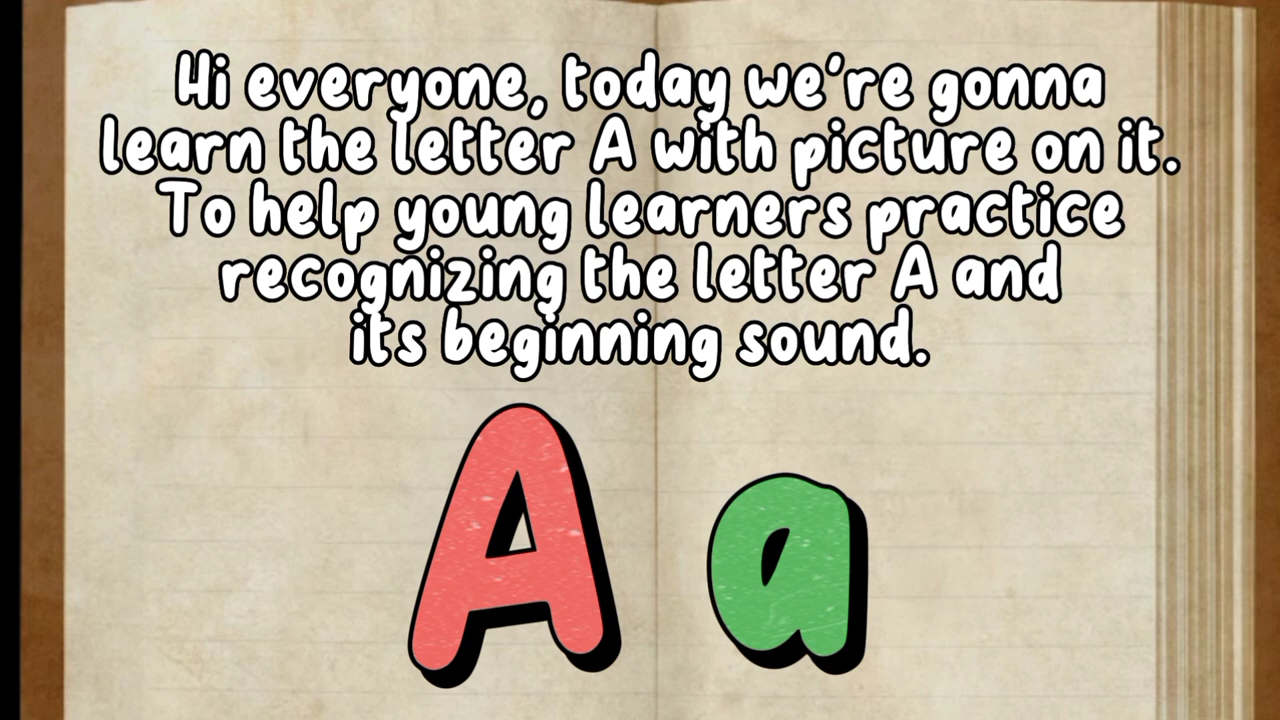 Hi everyone, today we're gonna
learn the letter A with picture on it.
To help young learners practice
recognizing the letter A and
its beginning sound.
A a